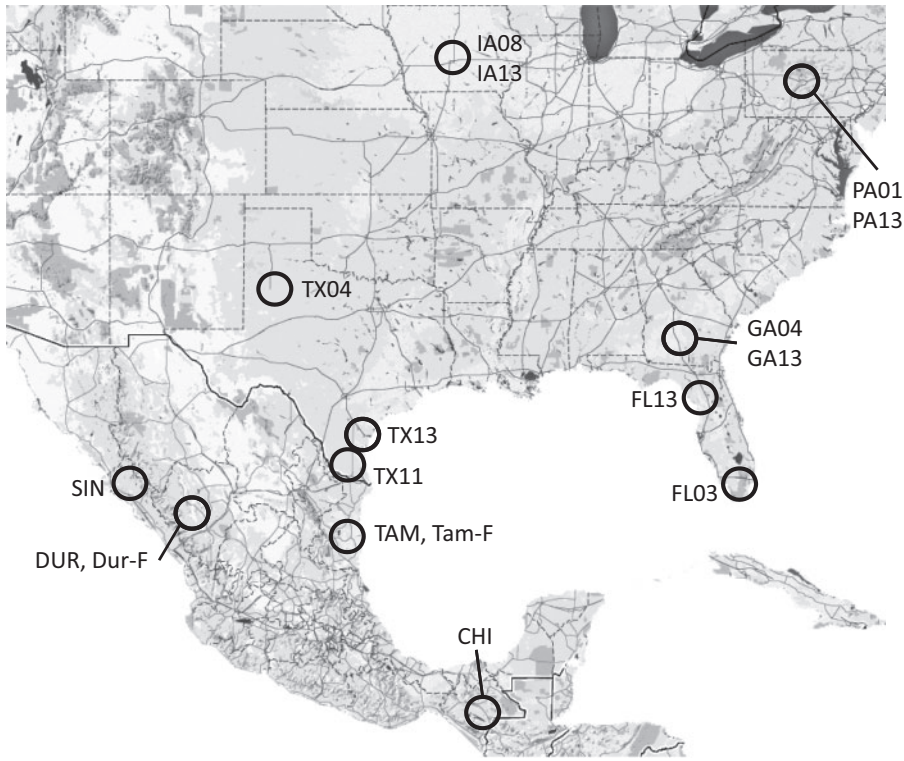 IA08
IA13
PA01
PA13
TX04
GA04
GA13
FL13
TX13
TX11
SIN
FL03
TAM, Tam-F
DUR, Dur-F
CHI